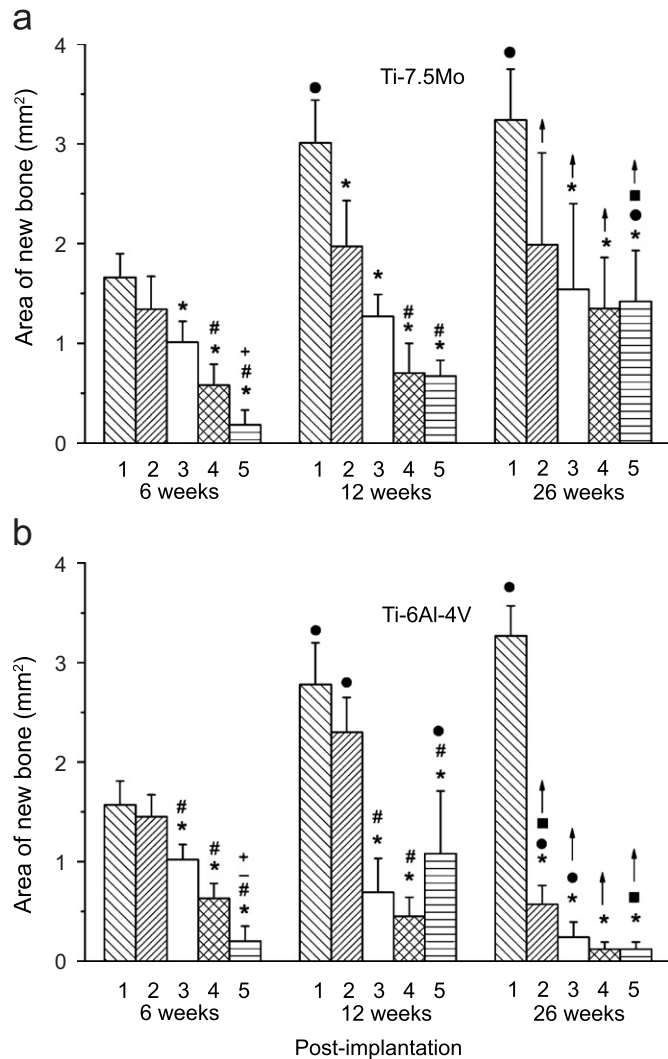 a
4
Ti-7.5Mo
3
2
1
0
Area of new bone (mm²)
● ●
*
* * # * # *
# * + # *
* * ■ ● *
1 2 3 4 5 1 2 3 4 5 1 2 3 4 5
6 weeks 12 weeks 26 weeks
b
4
Ti-6Al-4V
3
2
1
0
Area of new bone (mm²)
● ● ●
● # *
# * # * + – # *
# * # *
■ ● * ● * * ■ *
1 2 3 4 5 1 2 3 4 5 1 2 3 4 5
6 weeks 12 weeks 26 weeks
Post-implantation